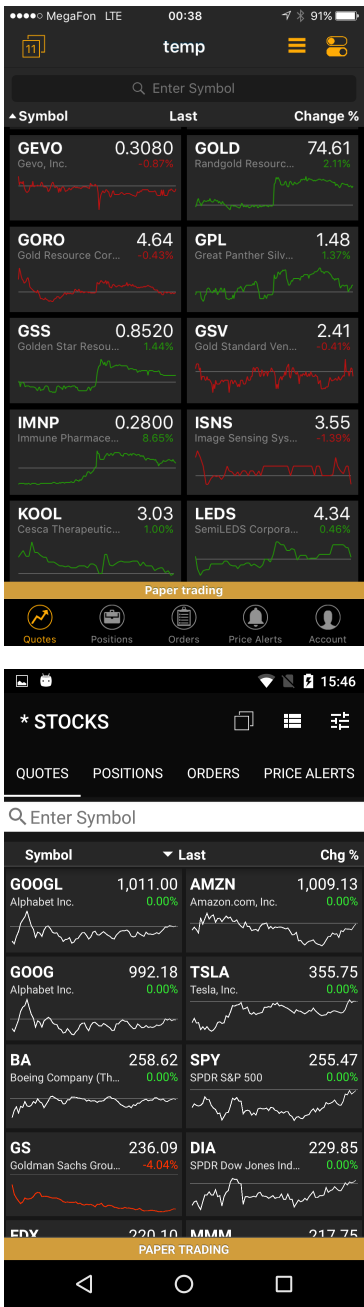 MegaFon LTE 00:38 91%
11 temp
Enter Symbol
Symbol Last Change %
GEVO 0.3080 GOLD 74.61
Gevo, Inc. -0.87% Randgold Resourc... 2.11%
GORO 4.64 GPL 1.48
Gold Resource Cor... -0.43% Great Panther Silv... 1.37%
GSS 0.8520 GSV 2.41
Golden Star Resou... 1.44% Gold Standard Ven... -0.41%
IMNP 0.2800 ISNS 3.55
Immune Pharmace... 8.65% Image Sensing Sys... -1.39%
KOOL 3.03 LEDS 4.34
Cesca Therapeutic... 1.00% SemiLEDS Corpora... 0.46%
Paper trading
Quotes Positions Orders Price Alerts Account
15:46
* STOCKS
QUOTES POSITIONS ORDERS PRICE ALERTS
Enter Symbol
Symbol Last Chg %
GOOGL 1,011.00 AMZN 1,009.13
Alphabet Inc. 0.00% Amazon.com, Inc. 0.00%
GOOG 992.18 TSLA 355.75
Alphabet Inc. 0.00% Tesla, Inc. 0.00%
BA 258.62 SPY 255.47
Boeing Company (Th... 0.00% SPDR S&P 500 0.00%
GS 236.09 DIA 229.85
Goldman Sachs Grou... -4.04% SPDR Dow Jones Ind... 0.00%
FDX 220.10 MMM 217.75
PAPER TRADING